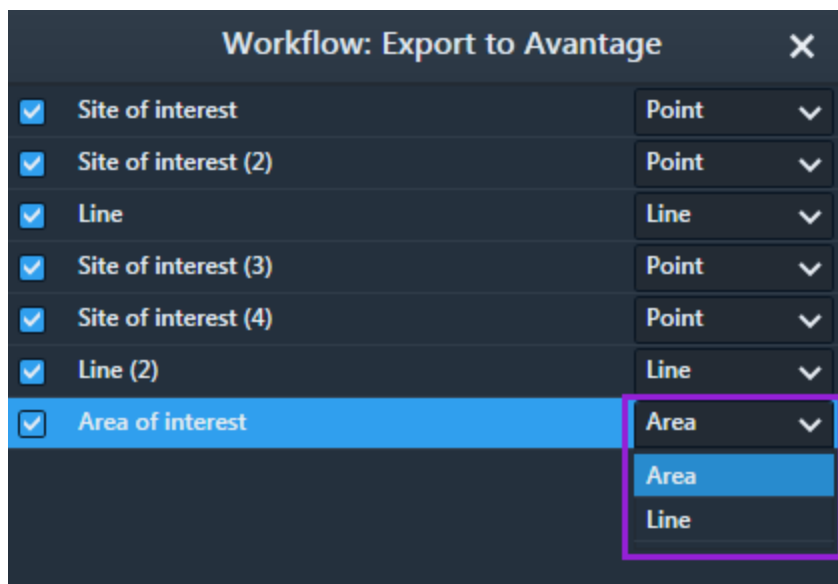 Workflow: Export to Avantage
Site of interest Point
Site of interest (2) Point
Line Line
Site of interest (3) Point
Site of interest (4) Point
Line (2) Line
Area of interest Area
Area
Line